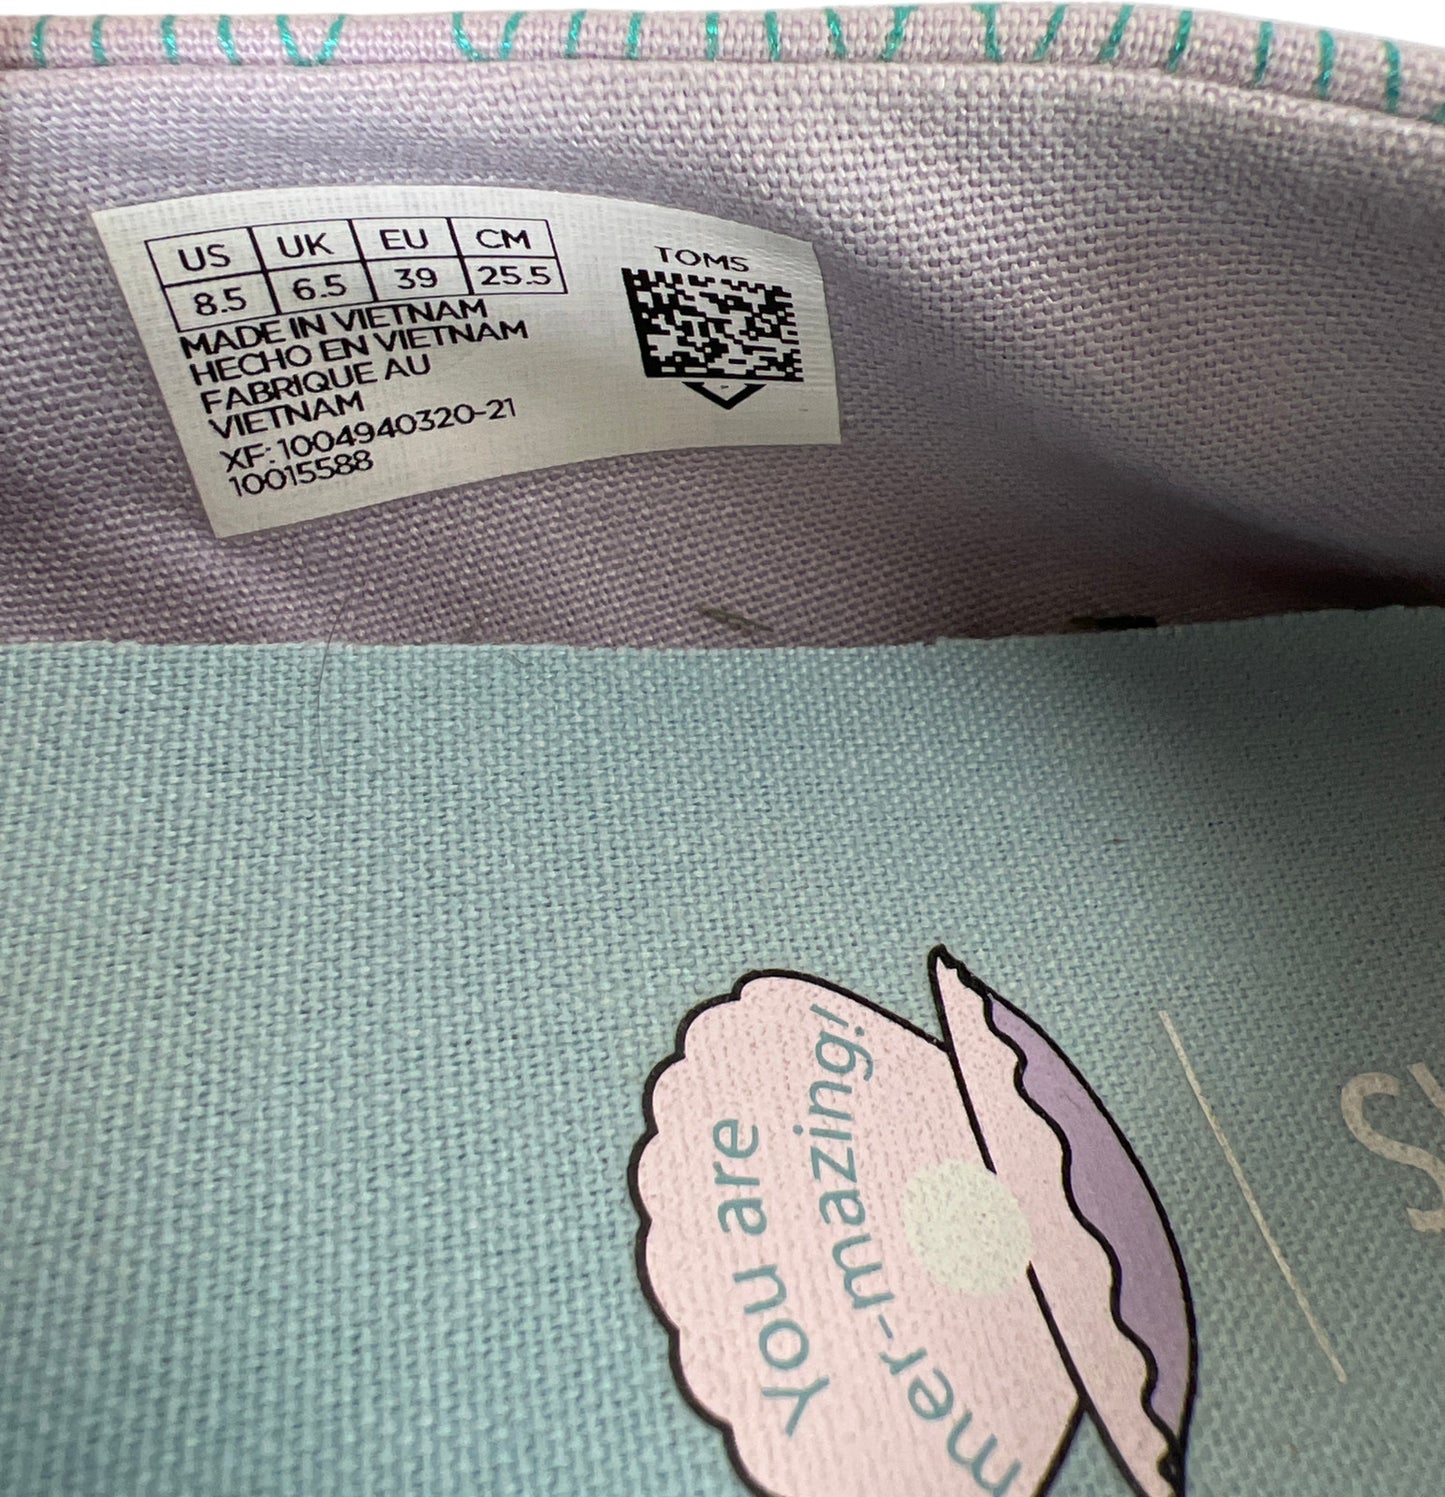 US UK EU CM
8.5 6.5 39 25.5
MADE IN VIETNAM
HECHO EN VIETNAM
FABRIQUE AU
VIETNAM
XF: 1004940320-21
10015588
TOMS
You are
mer-mazing!